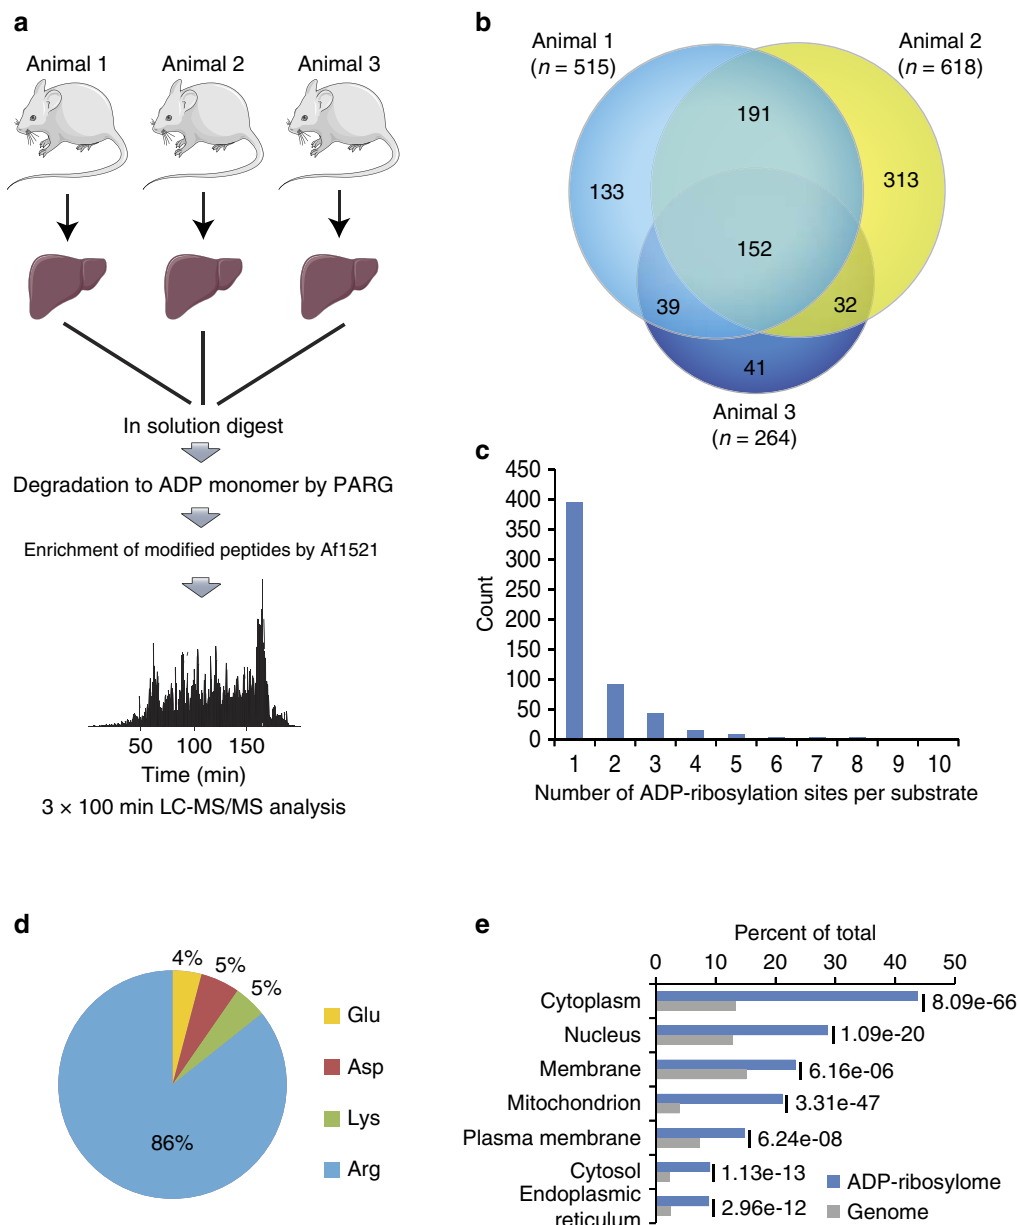 a
Animal 1
Animal 2
Animal 3
In solution digest
Degradation to ADP monomer by PARG
Enrichment of modified peptides by Af1521
50 100 150
Time (min)
3 × 100 min LC-MS/MS analysis
b
Animal 1
(n = 515)
Animal 2
(n = 618)
191
133
313
152
39
32
41
Animal 3
(n = 264)
c
450
400
350
300
250
200
150
100
50
0
Count
1 2 3 4 5 6 7 8 9 10
Number of ADP-ribosylation sites per substrate
d
4%
5%
5%
86%
Glu
Asp
Lys
Arg
e
Percent of total
0 10 20 30 40 50
Cytoplasm 8.09e-66
Nucleus 1.09e-20
Membrane 6.16e-06
Mitochondrion 3.31e-47
Plasma membrane 6.24e-08
Cytosol 1.13e-13
Endoplasmic
reticulum 2.96e-12
ADP-ribosylome
Genome